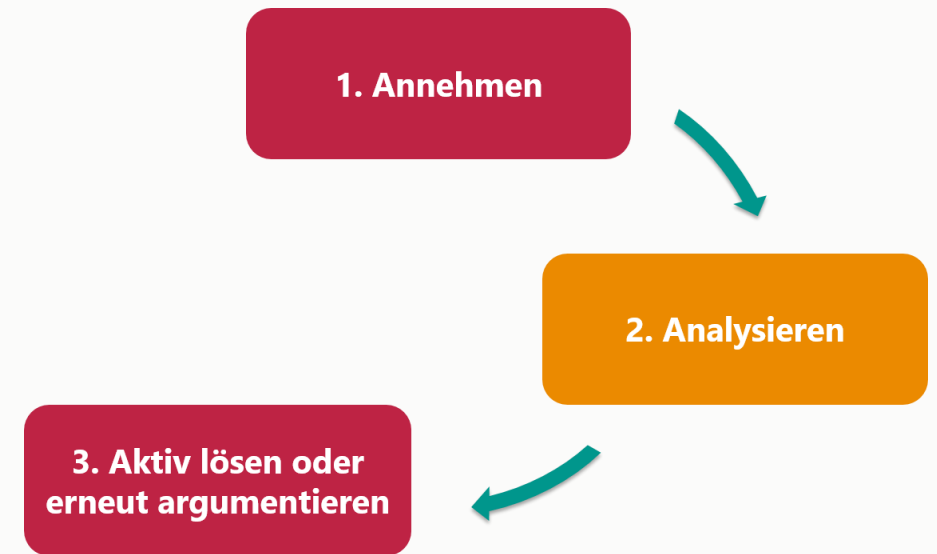 1. Annehmen
2. Analysieren
3. Aktiv lösen oder
erneut argumentieren